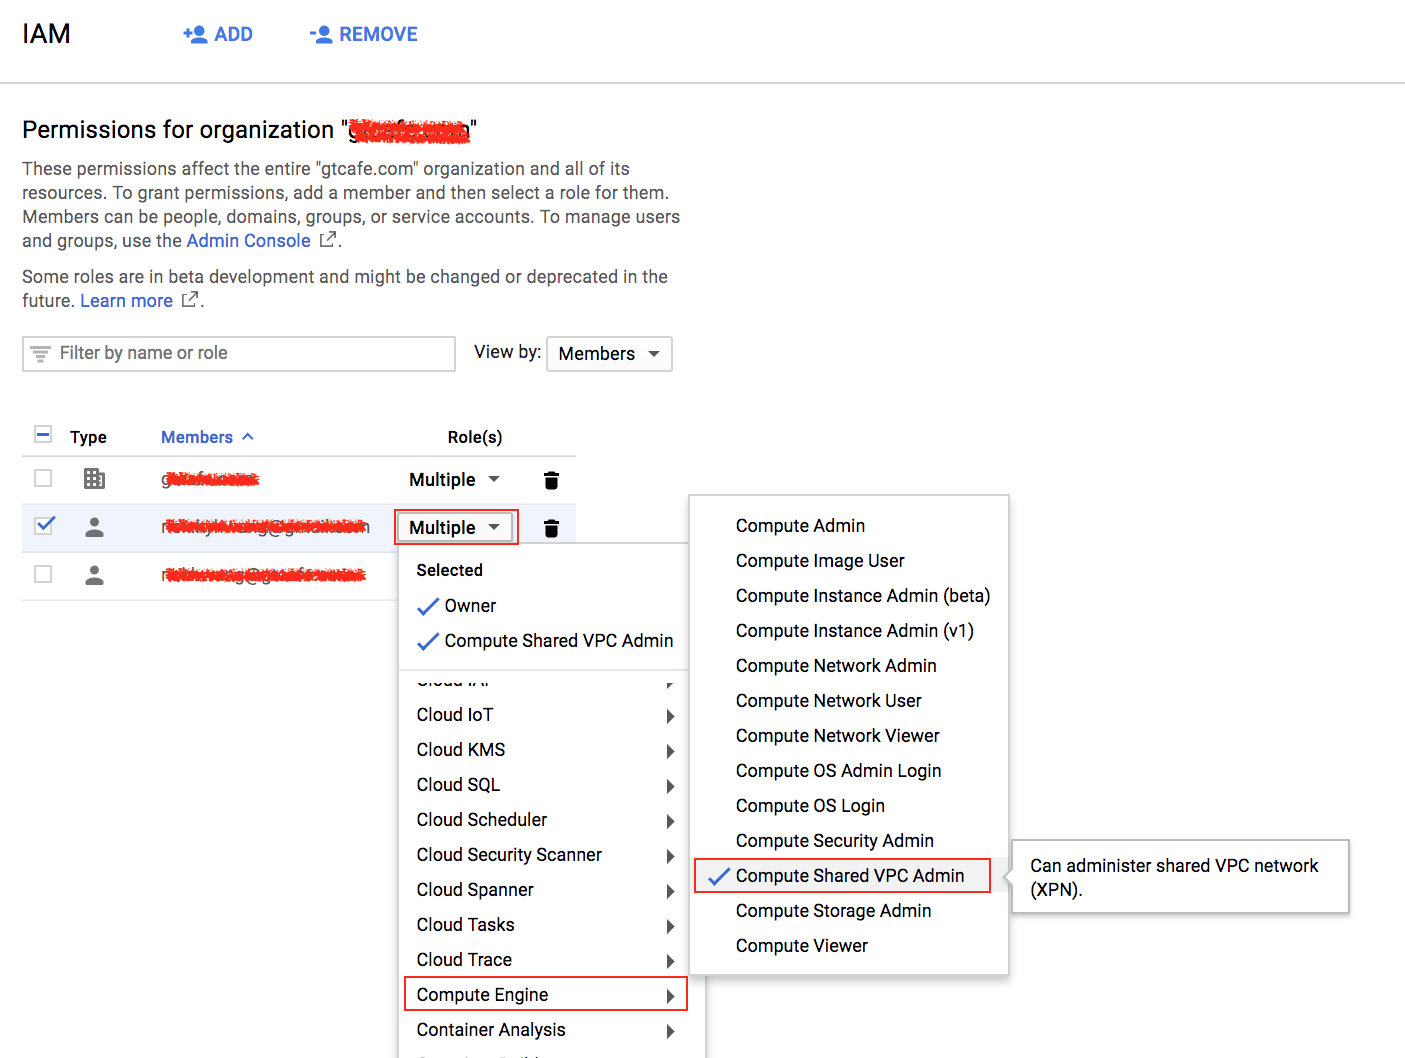 IAM
ADD
REMOVE
Permissions for organization "
These permissions affect the entire "gtcafe.com" organization and all of its
resources. To grant permissions, add a member and then select a role for them.
Members can be people, domains, groups, or service accounts. To manage users
and groups, use the Admin Console.
Some roles are in beta development and might be changed or deprecated in the
future. Learn more.
Filter by name or role
View by: Members
Type Members Role(s)
Multiple
Multiple
Selected
Owner
Compute Shared VPC Admin
Cloud IoT
Cloud KMS
Cloud SQL
Cloud Scheduler
Cloud Security Scanner
Cloud Spanner
Cloud Tasks
Cloud Trace
Compute Engine
Container Analysis
Compute Admin
Compute Image User
Compute Instance Admin (beta)
Compute Instance Admin (v1)
Compute Network Admin
Compute Network User
Compute Network Viewer
Compute OS Admin Login
Compute OS Login
Compute Security Admin
Compute Shared VPC Admin
Compute Storage Admin
Compute Viewer
Can administer shared VPC network
(XPN).